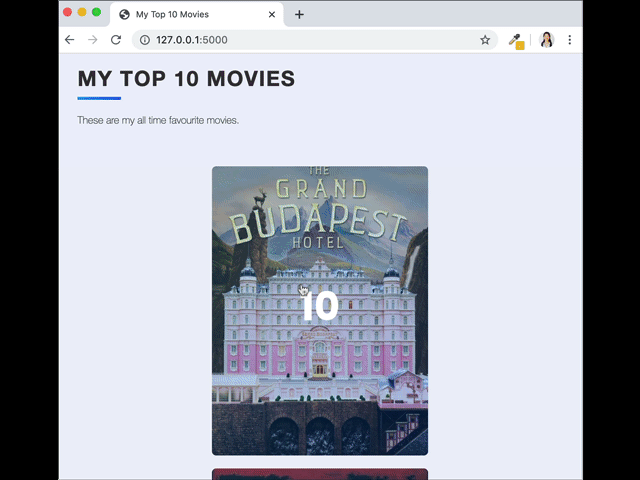 My Top 10 Movies
127.0.0.1:5000
MY TOP 10 MOVIES
These are my all time favourite movies.
THE
GRAND
BUDAPEST
HOTEL
10